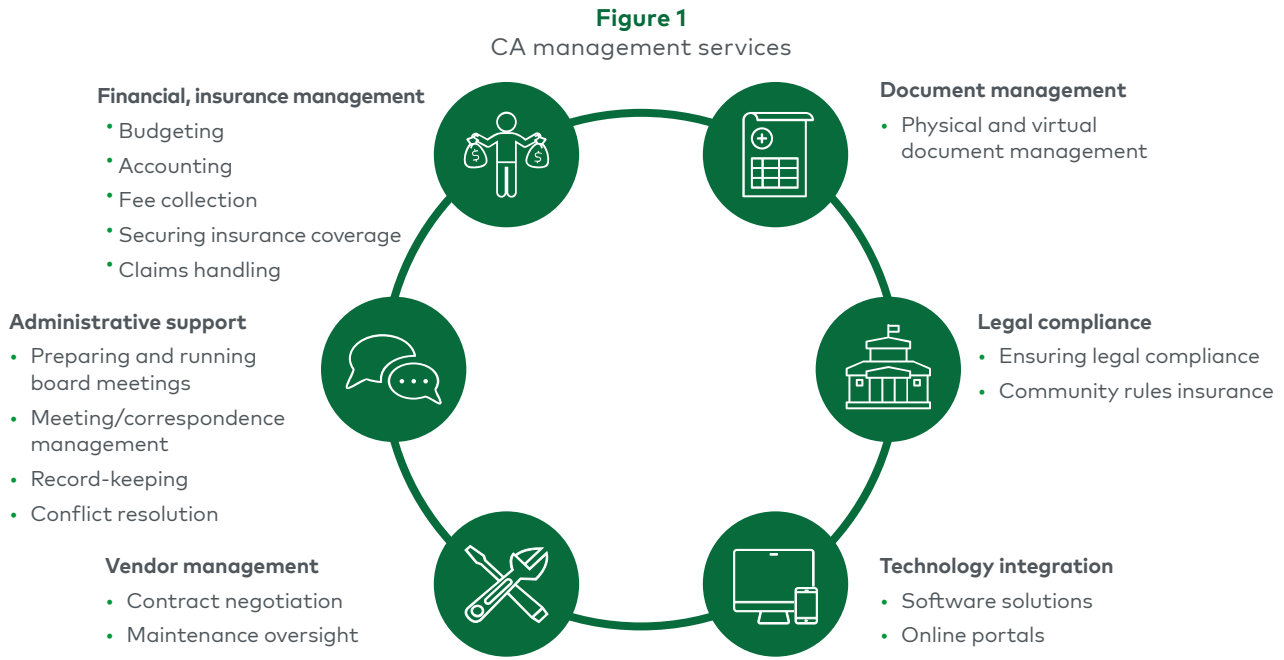 Figure 1
CA management services
Financial, insurance management
• Budgeting
• Accounting
• Fee collection
• Securing insurance coverage
• Claims handling
$ $
Document management
• Physical and virtual
document management
Administrative support
• Preparing and running
board meetings
• Meeting/correspondence
management
• Record-keeping
• Conflict resolution
Legal compliance
• Ensuring legal compliance
• Community rules insurance
Vendor management
• Contract negotiation
• Maintenance oversight
Technology integration
• Software solutions
• Online portals